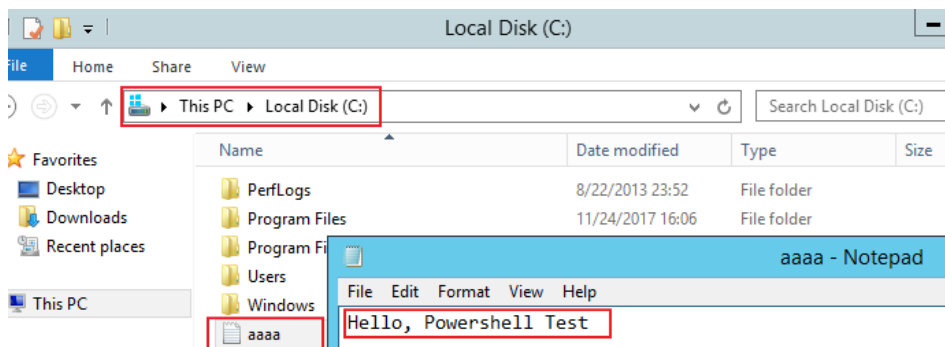 Local Disk (C:)
File Home Share View
This PC Local Disk (C:) Search Local Disk (C:)
Name Date modified Type Size
Favorites
Desktop
Downloads
Recent places
This PC
PerfLogs 8/22/2013 23:52 File folder
Program Files 11/24/2017 16:06 File folder
Program Fi
Users
Windows
aaaa
aaaa - Notepad
File Edit Format View Help
Hello, Powershell Test